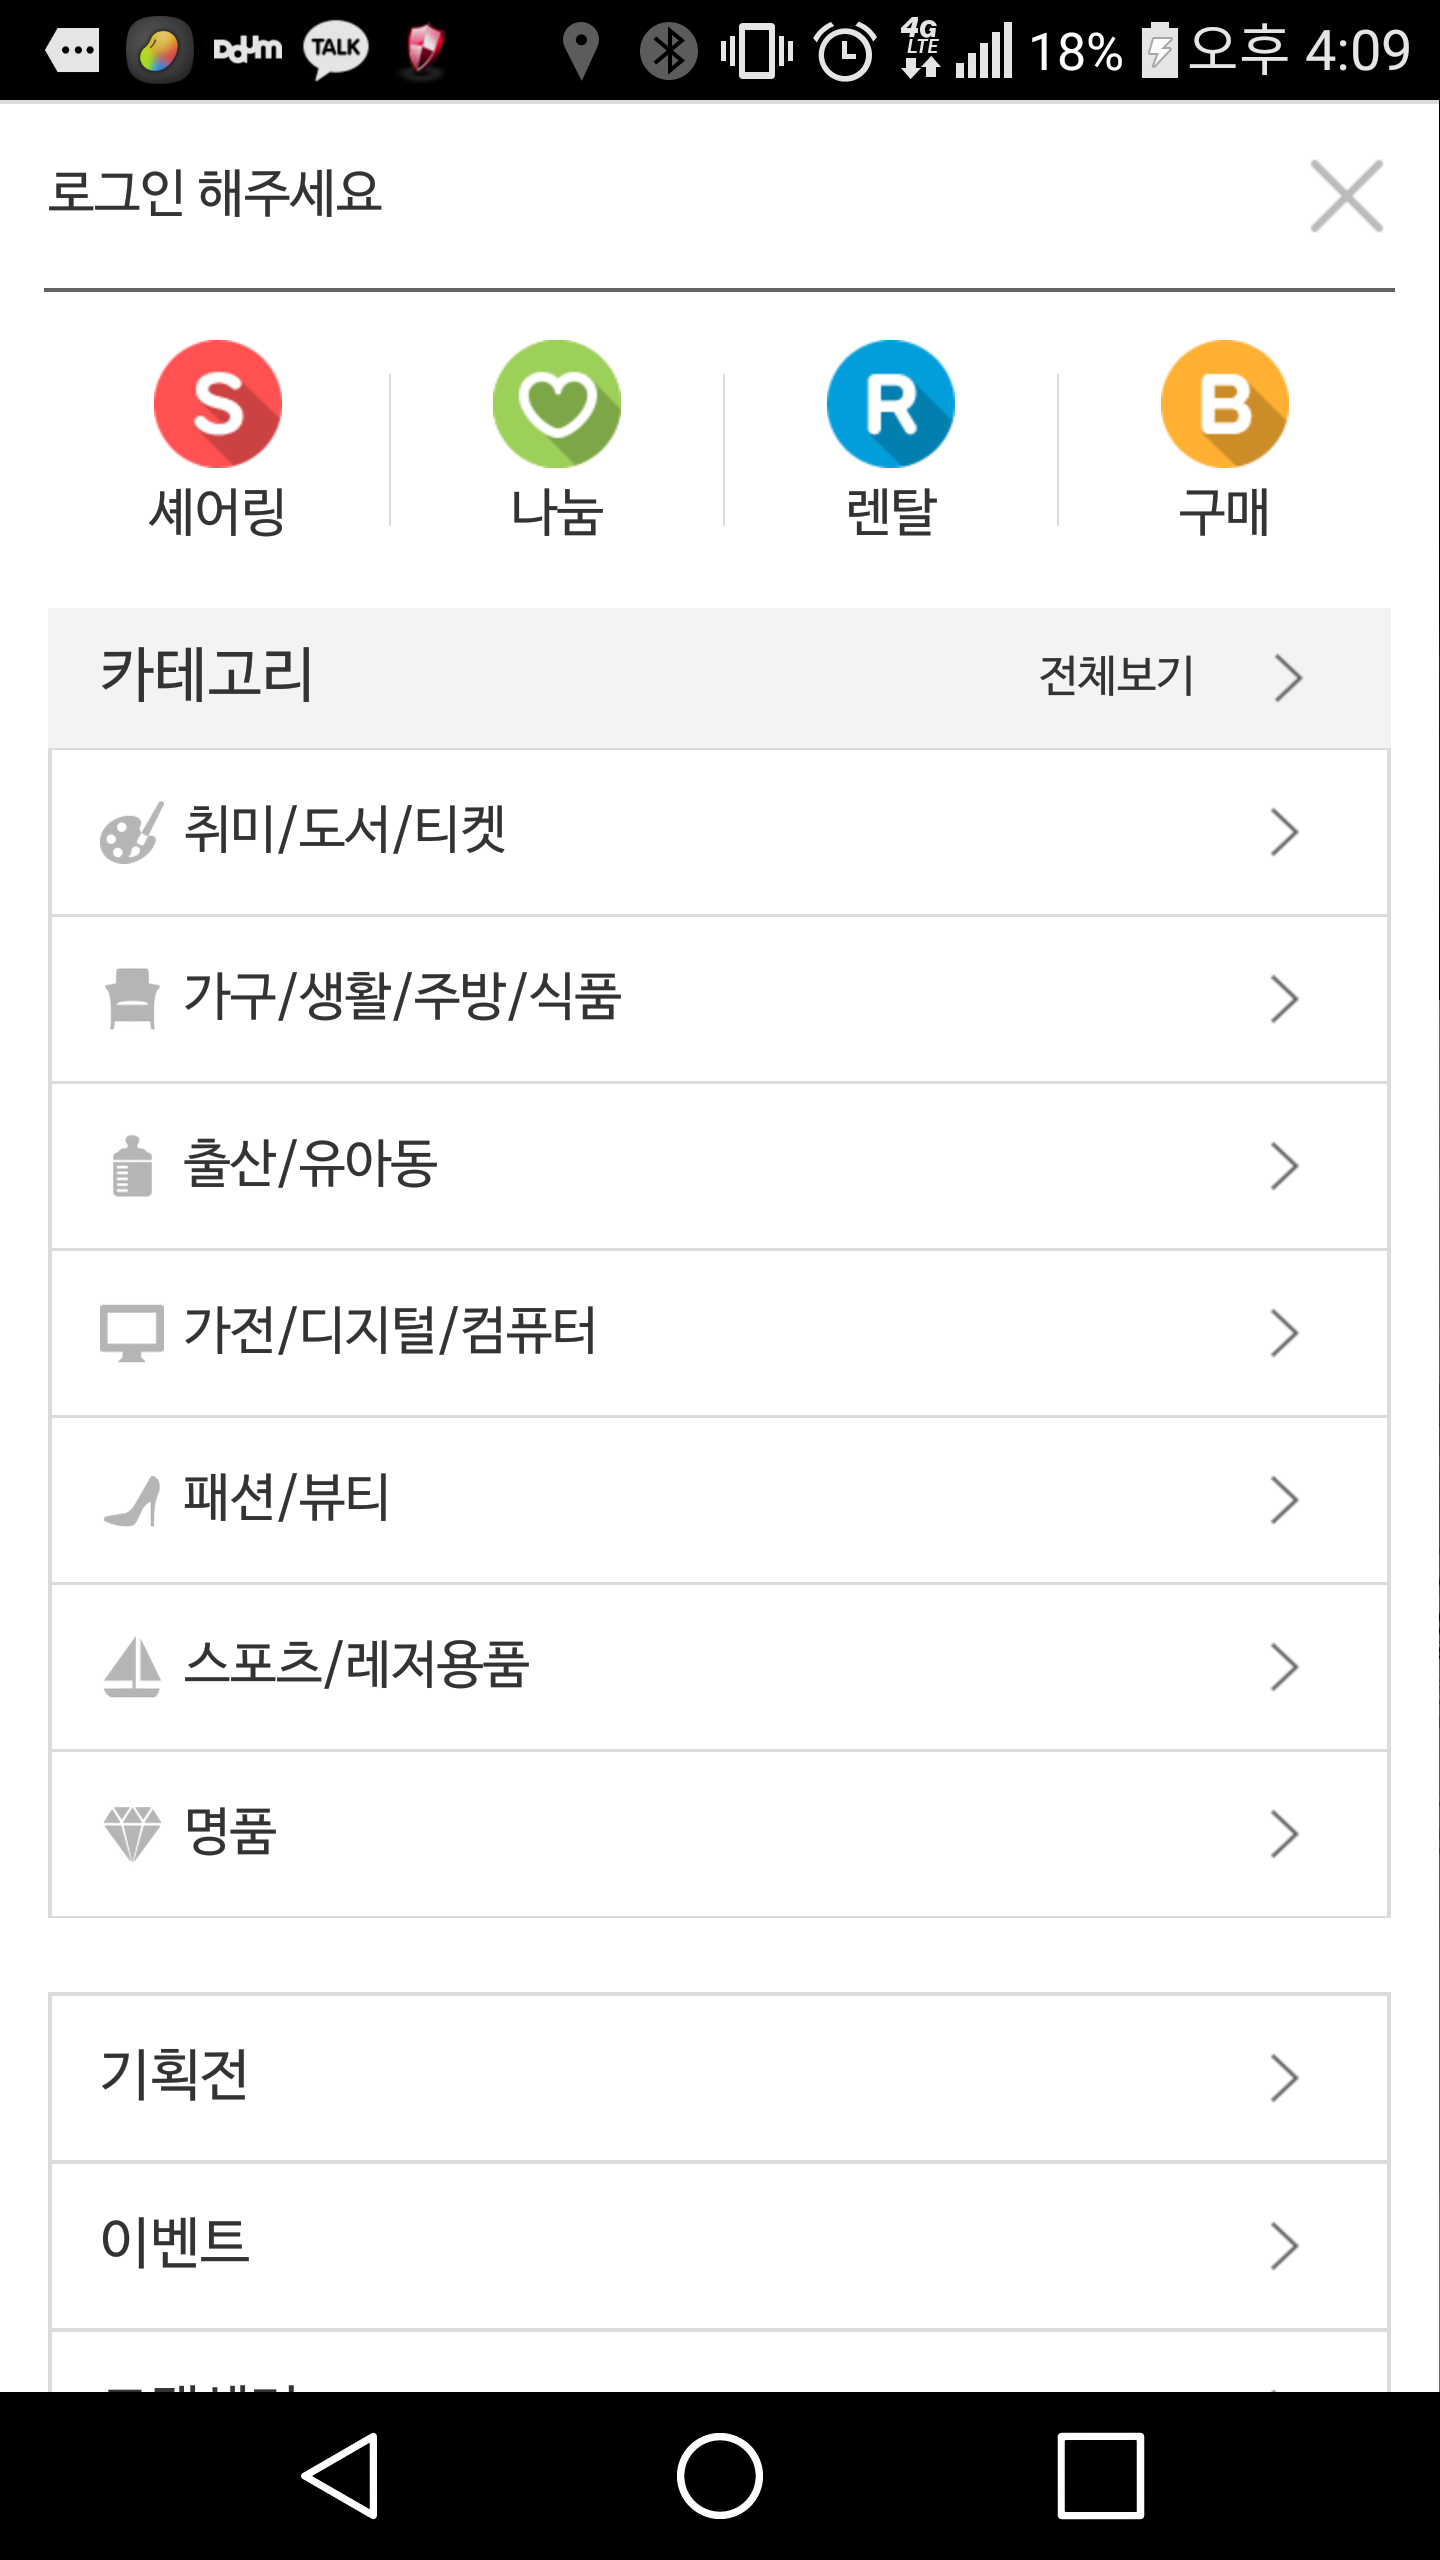 Daum TALK 4G LTE 18% 오후 4:09
로그인 해주세요
S R B
셰어링 나눔 렌탈 구매
카테고리 전체보기
취미/도서/티켓
가구/생활/주방/식품
출산/유아동
가전/디지털/컴퓨터
패션/뷰티
스포츠/레저용품
명품
기획전
이벤트